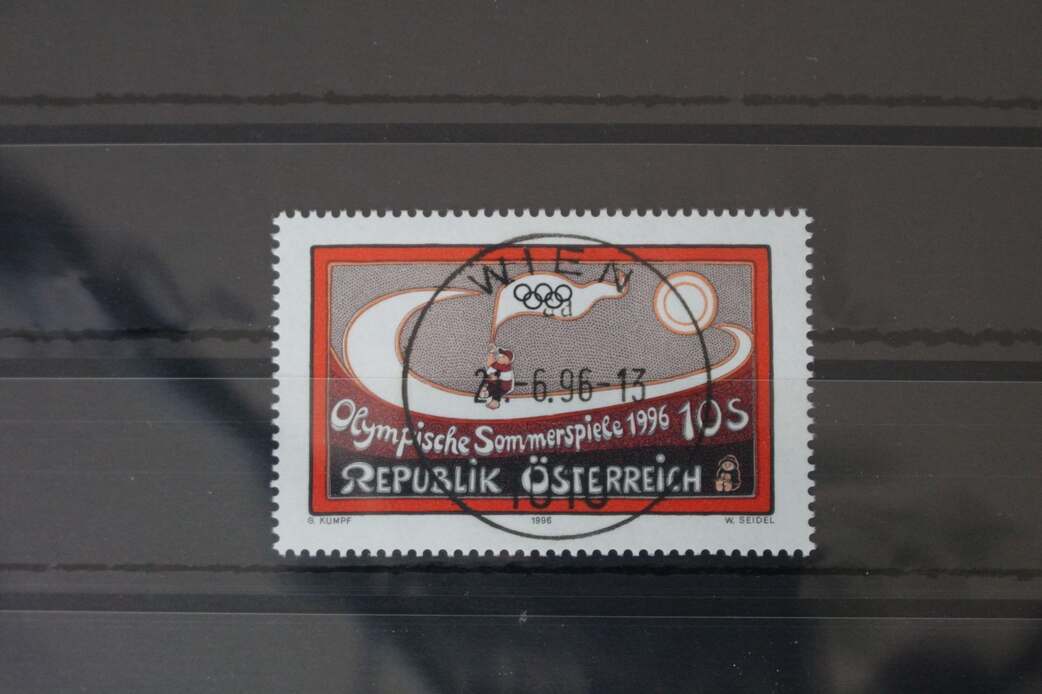 WIEN
-6.96-13
Olympische Sommerspiele 1996 10S
REPUBLIK ÖSTERREICH
1010
G. KUMPF 1996 W. SEIDEL